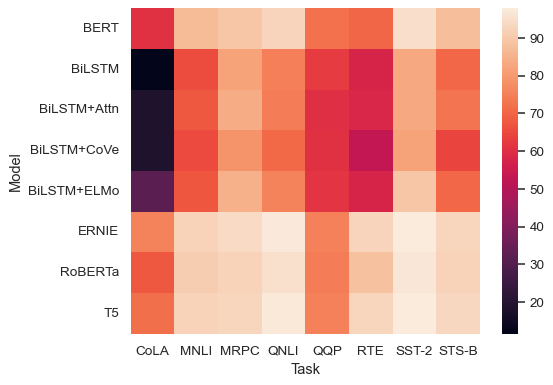 BERT
BiLSTM
BiLSTM+Attn
BiLSTM+CoVe
BiLSTM+ELMo
ERNIE
RoBERTa
T5
Model
CoLA MNLI MRPC QNLI QQP RTE SST-2 STS-B
Task
90
80
70
60
50
40
30
20